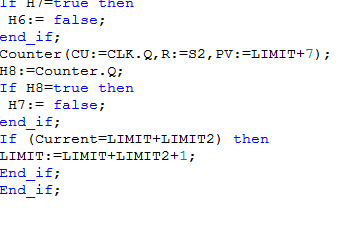 If H7=true then
H6:= false;
end_if;
Counter(CU:=CLK.Q,R:=S2,PV:=LIMIT+7);
H8:=Counter.Q;
If H8=true then
H7:= false;
end_if;
If (Current=LIMIT+LIMIT2) then
LIMIT:=LIMIT+LIMIT2+1;
End_if;
End_if;